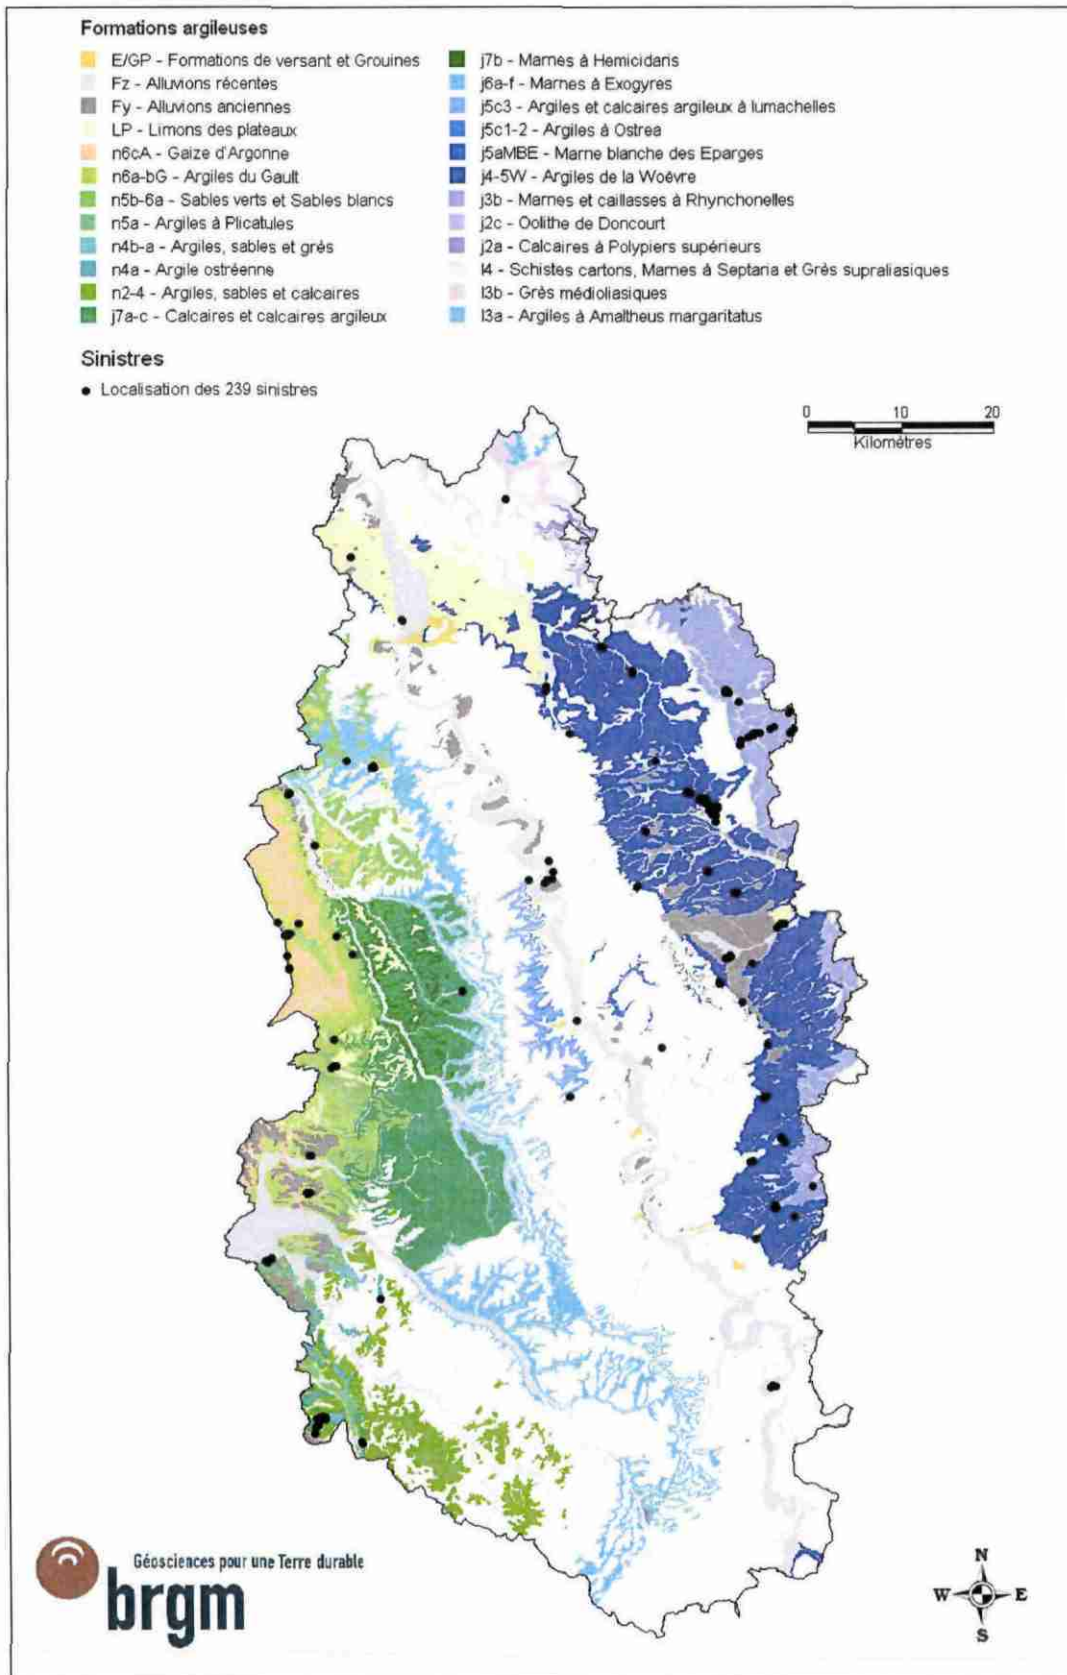 Formations argileuses
E/GP - Formations de versant et Grouines
Fz - Alluvions récentes
Fy - Alluvions anciennes
LP - Limons des plateaux
n6cA - Gaize d'Argonne
n6a-bG - Argiles du Gault
n5b-6a - Sables verts et Sables blancs
n5a - Argiles à Plicatules
n4b-a - Argiles, sables et grès
n4a - Argile ostréenne
n2-4 - Argiles, sables et calcaires
j7a-c - Calcaires et calcaires argileux
j7b - Marnes à Hemicidaris
j6a-f - Marnes à Exogyres
j5c3 - Argiles et calcaires argileux à lumachelles
j5c1-2 - Argiles à Ostrea
j5aMBE - Marne blanche des Eparges
j4-5W - Argiles de la Woëvre
j3b - Marnes et caillasses à Rhynchonelles
j2c - Oolithe de Doncourt
j2a - Calcaires à Polypiers supérieurs
l4 - Schistes cartons, Marnes à Septaria et Grès supraliasiques
l3b - Grès médioliasiques
l3a - Argiles à Amaltheus margaritatus
Sinistres
Localisation des 239 sinistres
0 10 20
Kilomètres
Géosciences pour une Terre durable
brgm
N
W E
S